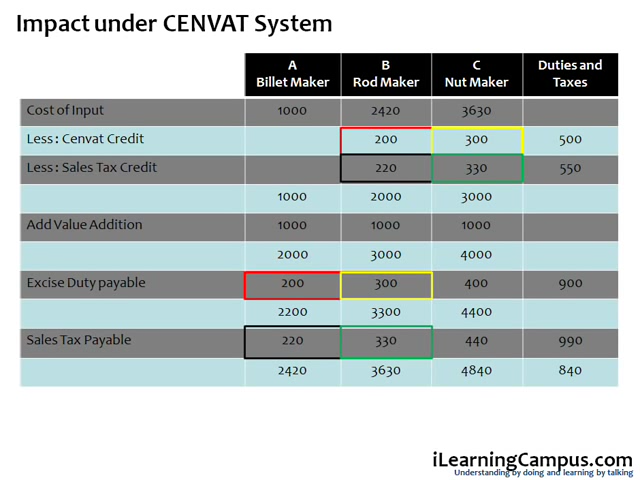 Impact under CENVAT System
A B C Duties and
Billet Maker Rod Maker Nut Maker Taxes
Cost of Input 1000 2420 3630
Less : Cenvat Credit 200 300 500
Less : Sales Tax Credit 220 330 550
1000 2000 3000
Add Value Addition 1000 1000 1000
2000 3000 4000
Excise Duty payable 200 300 400 900
2200 3300 4400
Sales Tax Payable 220 330 440 990
2420 3630 4840 840
iLearningCampus.com
Understanding by doing and learning by talking